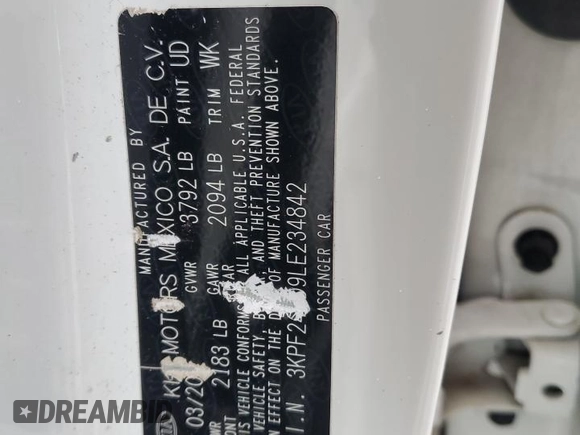 MANUFACTURED BY
MOTORS MEXICO S.A. DE C.V.
03/20 GVWR 3792 LB PAINT UD
2183 LB GAWR 2094 LB TRIM WK
VEHICLE ALL APPLICABLE U.S.A. FEDERAL
VEHICLE SAFETY, AND THEFT PREVENTION STANDARDS
EFFECT ON THE OF MANUFACTURE SHOWN ABOVE.
3KPF2 9LE234842
PASSENGER CAR
DREAMBID